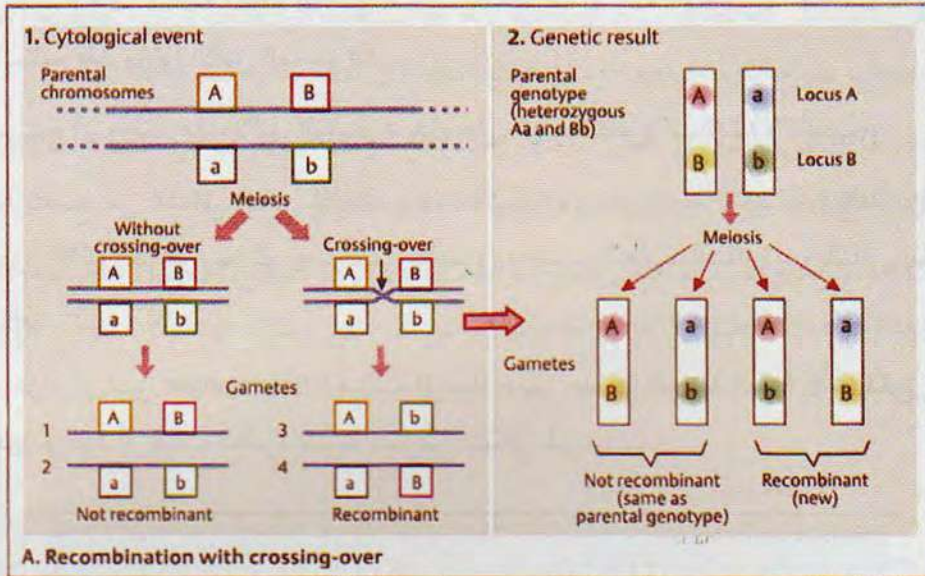 1. Cytological event
Parental
chromosomes
A B
a b
Meiosis
Without
crossing-over
Crossing-over
A B
A B
a b
a b
Gametes
1
A B
3
A b
2
a b
4
a B
Not recombinant
Recombinant
2. Genetic result
Parental
genotype
(heterozygous
Aa and Bb)
A a Locus A
B b Locus B
Meiosis
A a A a
Gametes
B b b B
Not recombinant
(same as
parental genotype)
Recombinant
(new)
A. Recombination with crossing-over